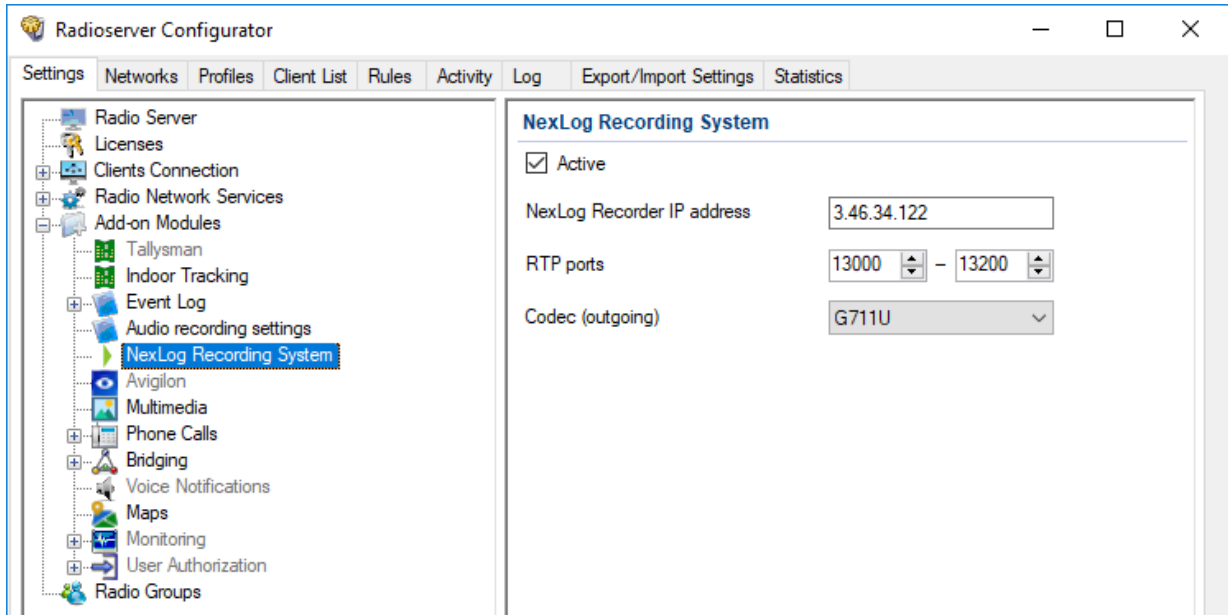 Radioserver Configurator
Settings Networks Profiles Client List Rules Activity Log Export/Import Settings Statistics
Radio Server
Licenses
Clients Connection
Radio Network Services
Add-on Modules
Tallysman
Indoor Tracking
Event Log
Audio recording settings
NexLog Recording System
Avigilon
Multimedia
Phone Calls
Bridging
Voice Notifications
Maps
Monitoring
User Authorization
Radio Groups
NexLog Recording System
Active
NexLog Recorder IP address 3.46.34.122
RTP ports 13000 – 13200
Codec (outgoing) G711U